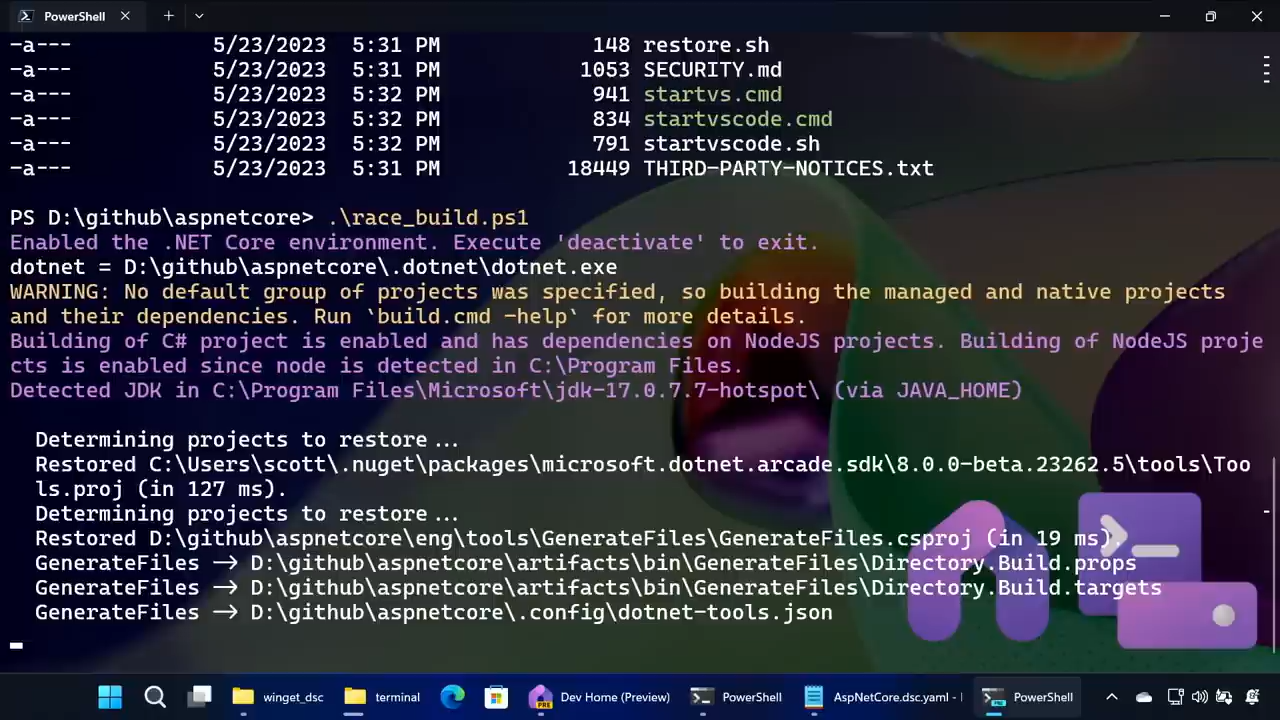 PowerShell
-a--- 5/23/2023 5:31 PM 148 restore.sh
-a--- 5/23/2023 5:31 PM 1053 SECURITY.md
-a--- 5/23/2023 5:32 PM 941 startvs.cmd
-a--- 5/23/2023 5:32 PM 834 startvscode.cmd
-a--- 5/23/2023 5:32 PM 791 startvscode.sh
-a--- 5/23/2023 5:31 PM 18449 THIRD-PARTY-NOTICES.txt
PS D:\github\aspnetcore> .\race_build.ps1
Enabled the .NET Core environment. Execute 'deactivate' to exit.
dotnet = D:\github\aspnetcore\.dotnet\dotnet.exe
WARNING: No default group of projects was specified, so building the managed and native projects
and their dependencies. Run `build.cmd -help` for more details.
Building of C# project is enabled and has dependencies on NodeJS projects. Building of NodeJS proje
cts is enabled since node is detected in C:\Program Files.
Detected JDK in C:\Program Files\Microsoft\jdk-17.0.7.7-hotspot\ (via JAVA_HOME)
Determining projects to restore...
Restored C:\Users\scott\.nuget\packages\microsoft.dotnet.arcade.sdk\8.0.0-beta.23262.5\tools\Too
ls.proj (in 127 ms).
Determining projects to restore...
Restored D:\github\aspnetcore\eng\tools\GenerateFiles\GenerateFiles.csproj (in 19 ms).
GenerateFiles -> D:\github\aspnetcore\artifacts\bin\GenerateFiles\Directory.Build.props
GenerateFiles -> D:\github\aspnetcore\artifacts\bin\GenerateFiles\Directory.Build.targets
GenerateFiles -> D:\github\aspnetcore\.config\dotnet-tools.json
winget_dsc terminal PRE Dev Home (Preview) PowerShell AspNetCore.dsc.yaml - PRE PowerShell